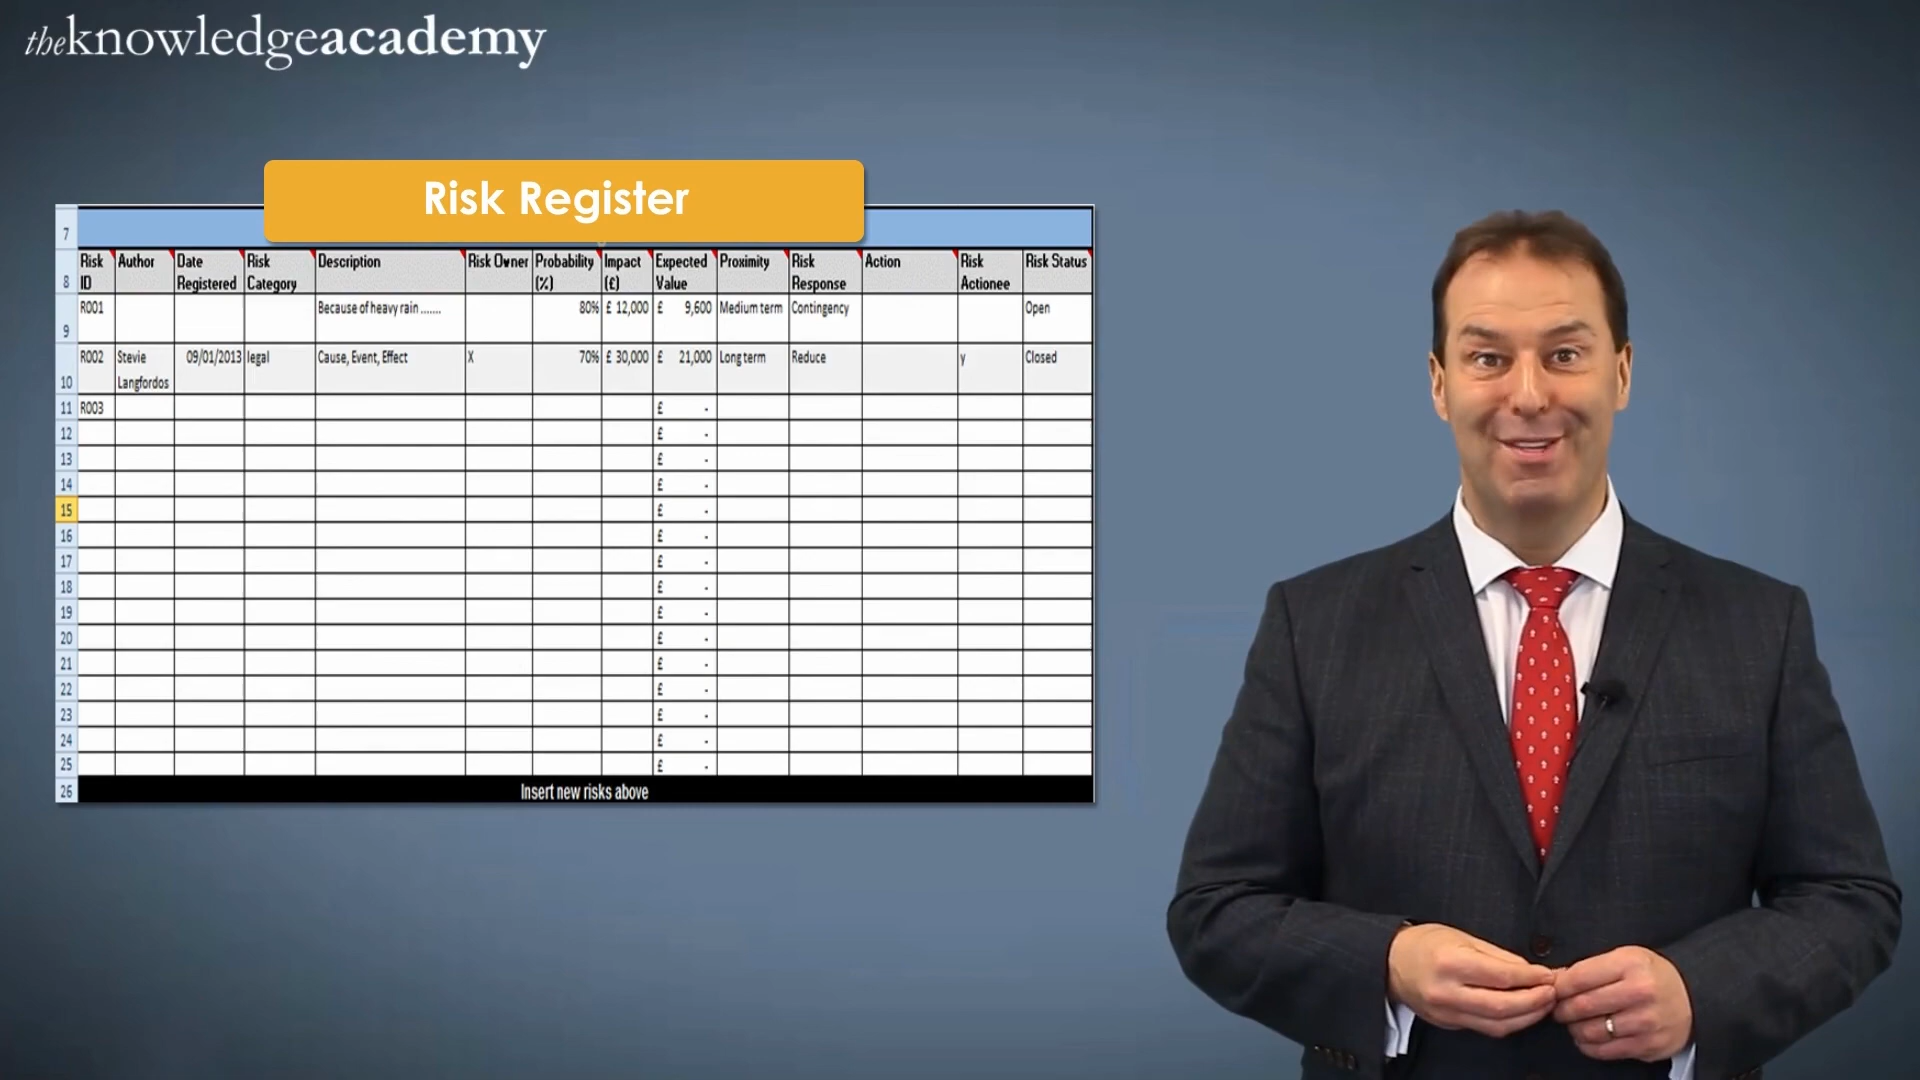 theknowledgeacademy
Risk Register
7
8 Risk ID Author Date Registered Risk Category Description Risk Owner Probability (%) Impact (£) Expected Value Proximity Risk Response Action Risk Actionee Risk Status
9 R001 Because of heavy rain ....... 80% £ 12,000 £ 9,600 Medium term Contingency Open
10 R002 Stevie Langfordos 09/01/2013 legal Cause, Event, Effect X 70% £ 30,000 £ 21,000 Long term Reduce y Closed
11 R003 £ -
12 £ -
13 £ -
14 £ -
15 £ -
16 £ -
17 £ -
18 £ -
19 £ -
20 £ -
21 £ -
22 £ -
23 £ -
24 £ -
25 £ -
26 Insert new risks above